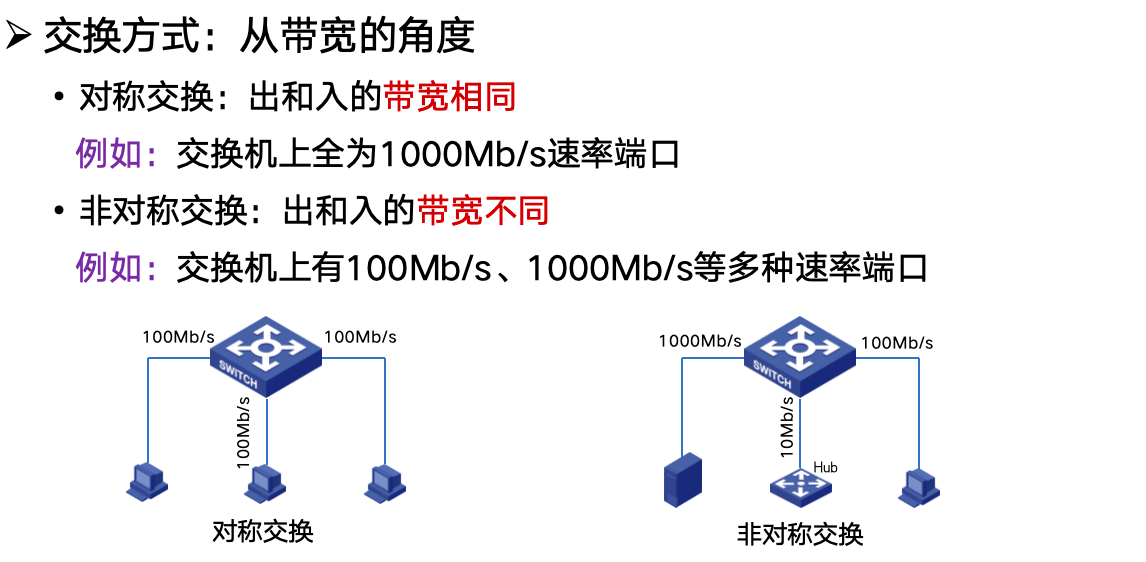 ➢ 交换方式：从带宽的角度
• 对称交换：出和入的带宽相同
例如：交换机上全为1000Mb/s速率端口
• 非对称交换：出和入的带宽不同
例如：交换机上有100Mb/s、1000Mb/s等多种速率端口
100Mb/s
100Mb/s
SWITCH
100Mb/s
对称交换
1000Mb/s
100Mb/s
SWITCH
10Mb/s
Hub
非对称交换